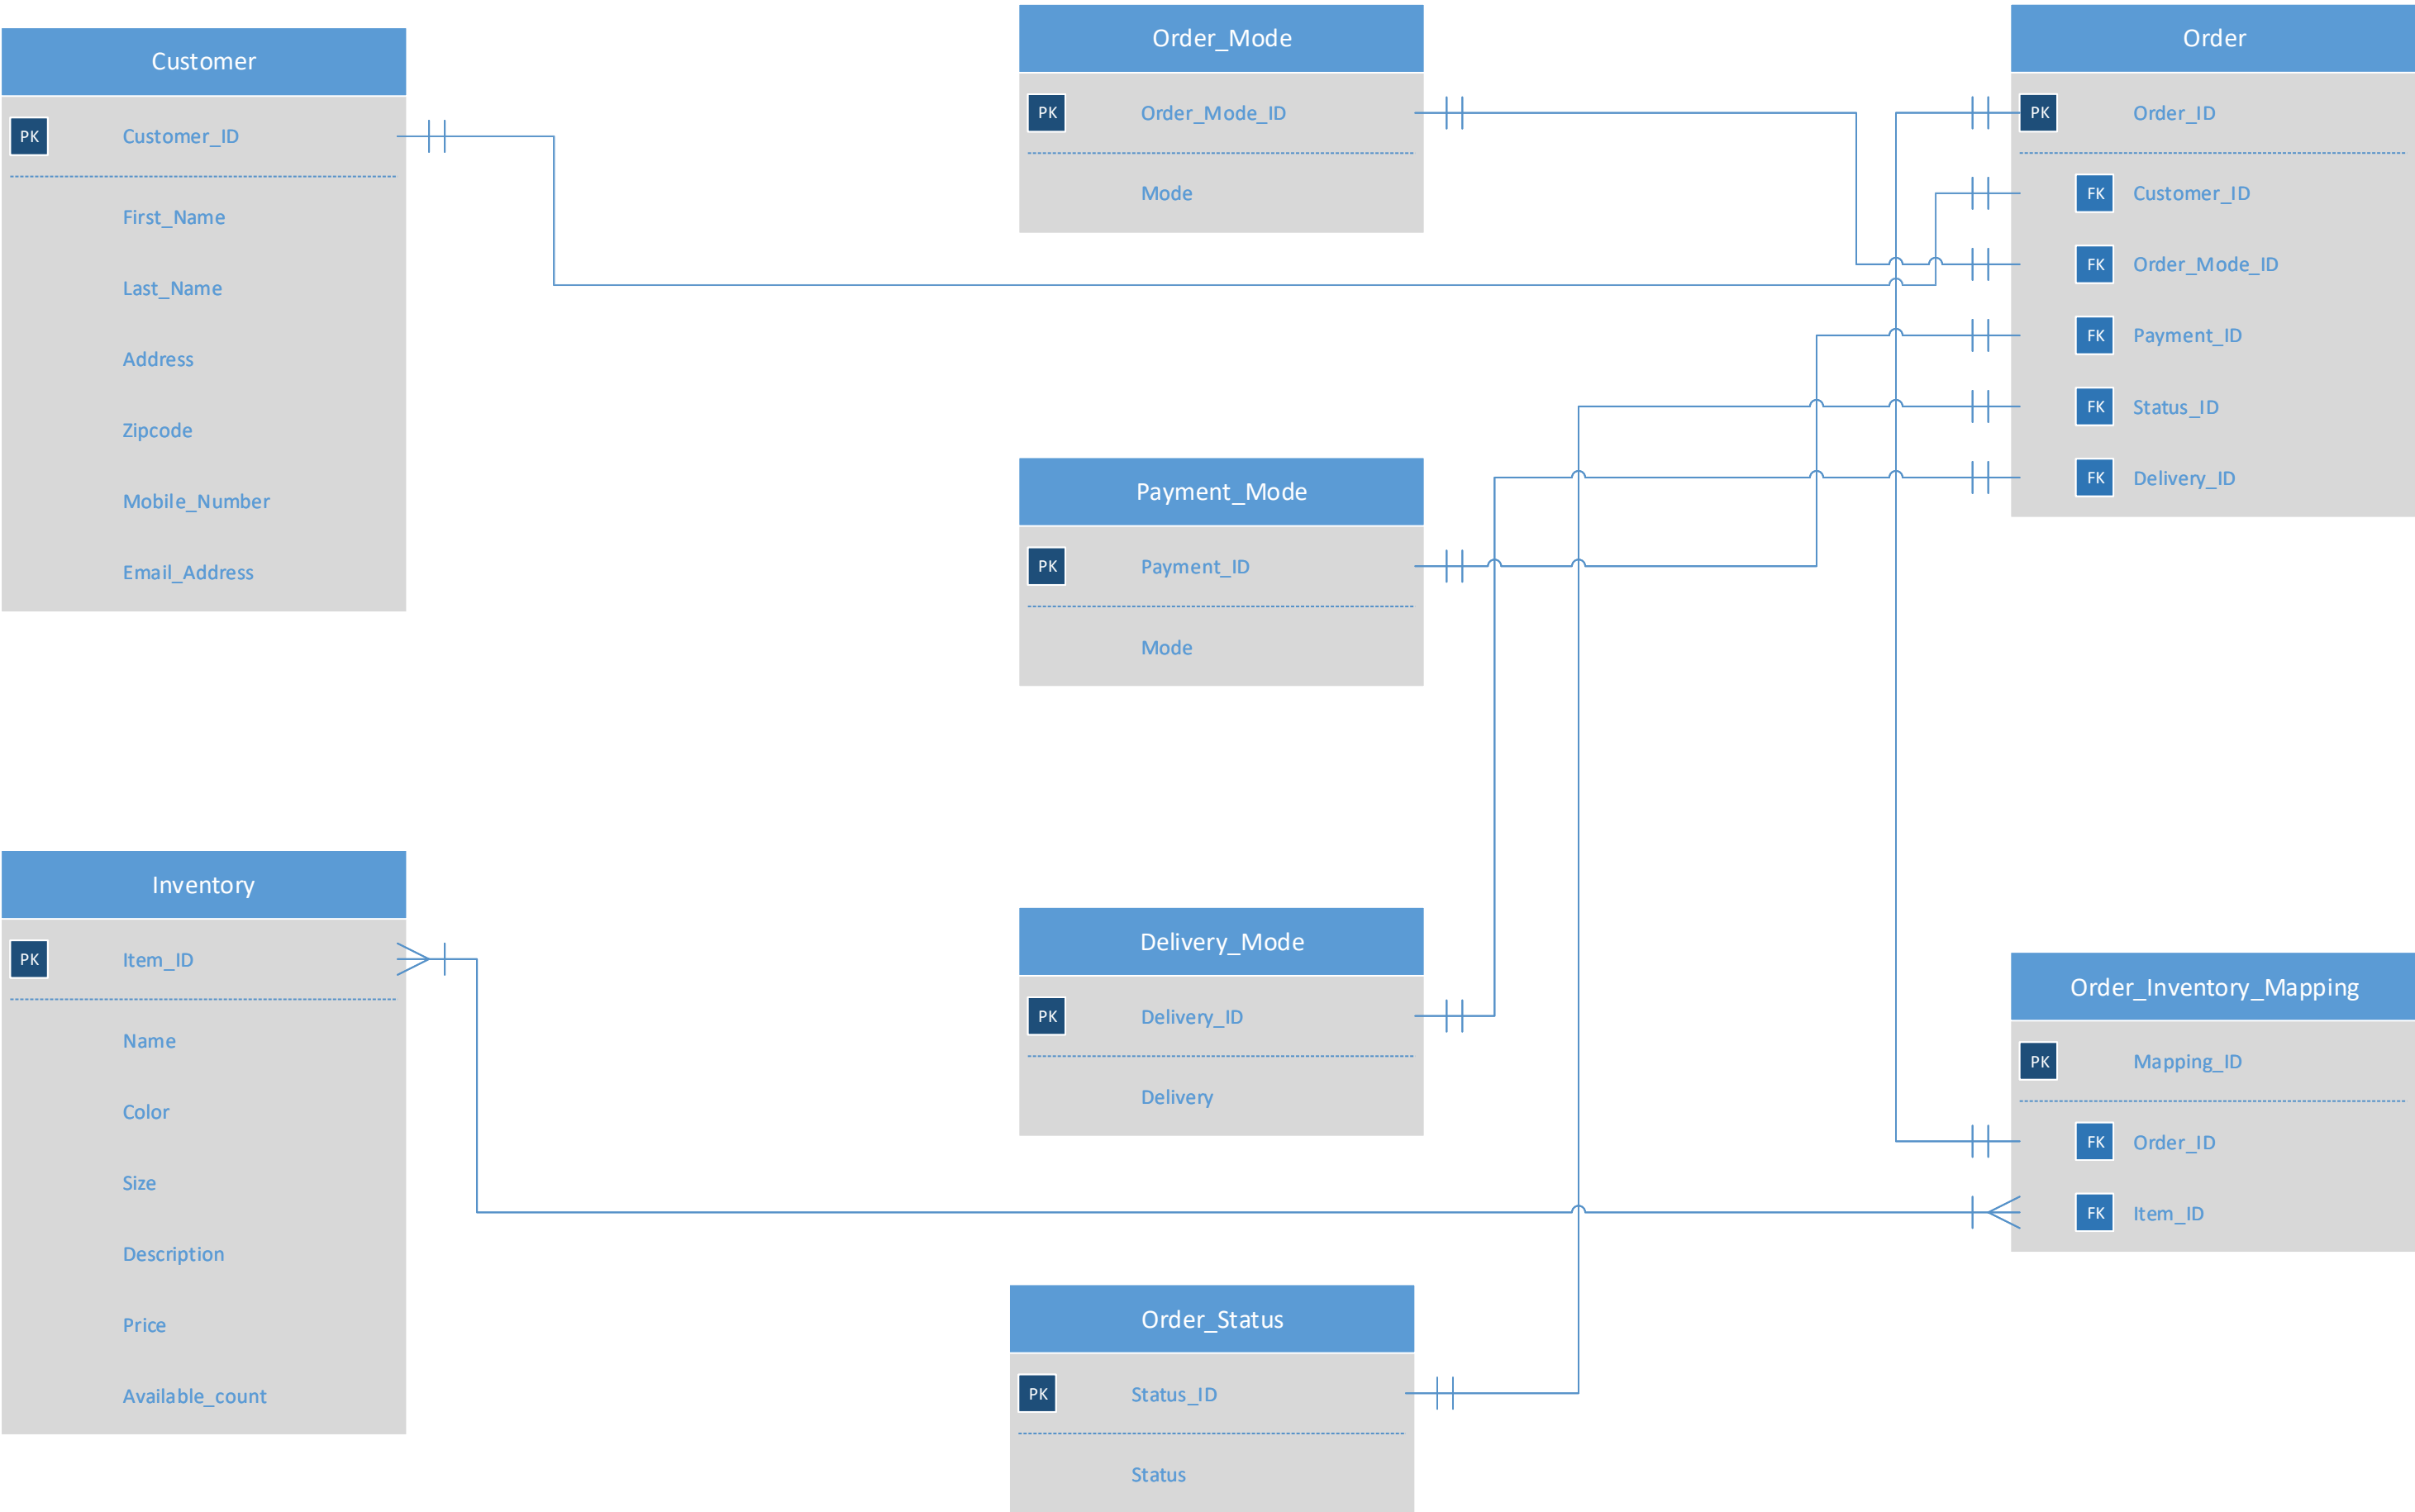 Customer
PK Customer_ID
First_Name
Last_Name
Address
Zipcode
Mobile_Number
Email_Address
Order_Mode
PK Order_Mode_ID
Mode
Order
PK Order_ID
FK Customer_ID
FK Order_Mode_ID
FK Payment_ID
FK Status_ID
FK Delivery_ID
Payment_Mode
PK Payment_ID
Mode
Inventory
PK Item_ID
Name
Color
Size
Description
Price
Available_count
Delivery_Mode
PK Delivery_ID
Delivery
Order_Inventory_Mapping
PK Mapping_ID
FK Order_ID
FK Item_ID
Order_Status
PK Status_ID
Status